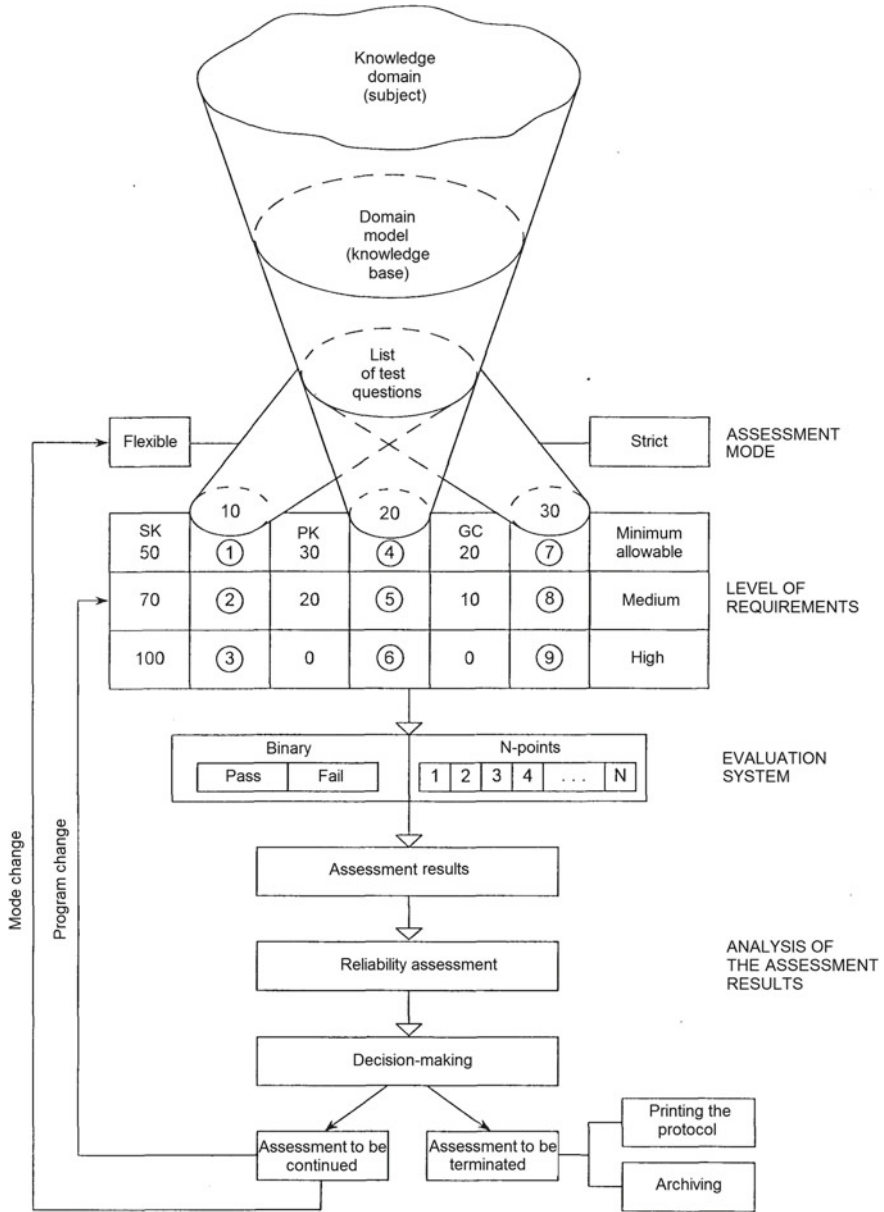 Knowledge
domain
(subject)
Domain
model
(knowledge
base)
List
of test
questions
Flexible
Strict
ASSESSMENT
MODE
10
20
30
SK
50
1
PK
30
4
GC
20
7
Minimum
allowable
70
2
20
5
10
8
Medium
LEVEL OF
REQUIREMENTS
100
3
0
6
0
9
High
Binary
Pass
Fail
N-points
1 2 3 4 . . . N
EVALUATION
SYSTEM
Mode change
Program change
Assessment results
Reliability assessment
ANALYSIS OF
THE ASSESSMENT
RESULTS
Decision-making
Assessment to be
continued
Assessment to be
terminated
Printing the
protocol
Archiving